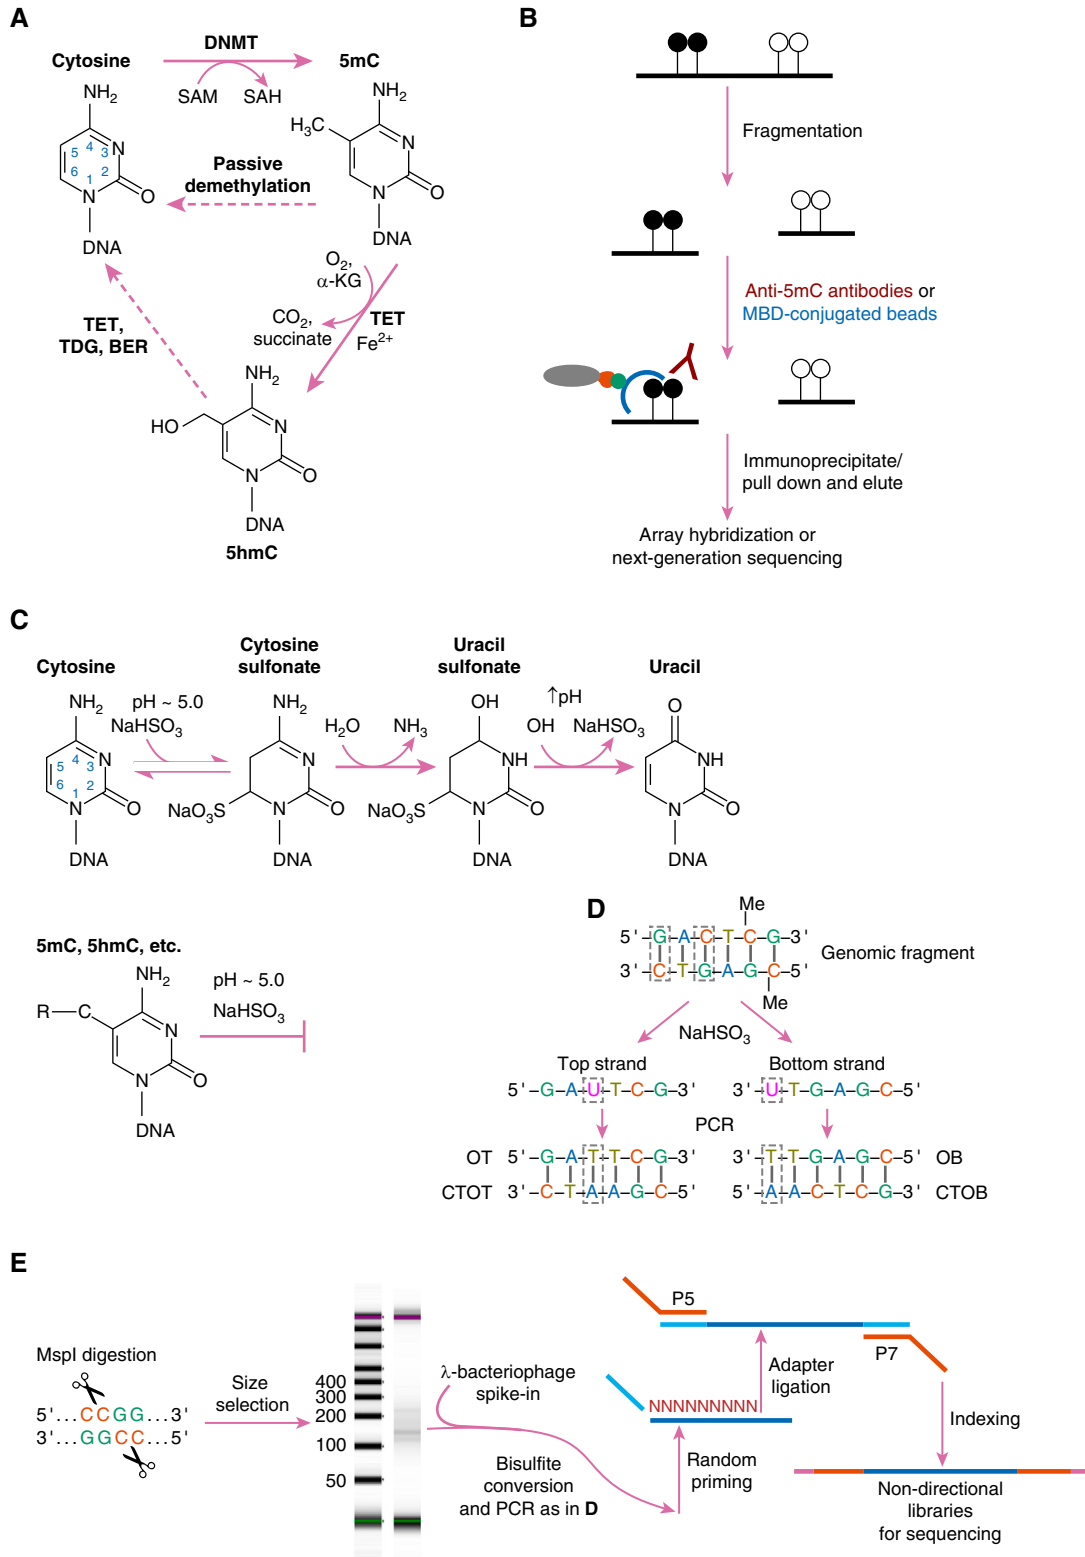 A
Cytosine
DNMT
5mC
SAM
SAH
NH2
5
4
3
6
1
2
N
N
O
DNA
NH2
H3C
N
N
O
DNA
Passive
demethylation
O2,
α-KG
CO2,
succinate
TET
Fe2+
TET,
TDG, BER
NH2
HO
N
N
O
DNA
5hmC
B
Fragmentation
Anti-5mC antibodies or
MBD-conjugated beads
Immunoprecipitate/
pull down and elute
Array hybridization or
next-generation sequencing
C
Cytosine
Cytosine
sulfonate
Uracil
sulfonate
Uracil
NH2
pH ~ 5.0
NaHSO3
5
4
3
6
1
2
N
N
O
DNA
NH2
N
N
O
NaO3S
DNA
H2O
NH3
OH
NH
N
O
NaO3S
DNA
↑pH
OH
NaHSO3
O
NH
N
O
DNA
5mC, 5hmC, etc.
NH2
R
C
N
N
O
DNA
pH ~ 5.0
NaHSO3
D
Me
5'-G-A-C-T-C-G-3'
3'-C-T-G-A-G-C-5'
Me
Genomic fragment
NaHSO3
Top strand
Bottom strand
5'-G-A-U-T-C-G-3'
3'-U-T-G-A-G-C-5'
PCR
OT 5'-G-A-T-T-C-G-3'
CTOT 3'-C-T-A-A-G-C-5'
3'-T-T-G-A-G-C-5' OB
5'-A-A-C-T-C-G-3' CTOB
E
MspI digestion
5'...CCGG...3'
3'...GGCC...5'
Size
selection
400
300
200
100
50
λ-bacteriophage
spike-in
Bisulfite
conversion
and PCR as in D
Random
priming
NNNNNNNNN
Adapter
ligation
P5
P7
Indexing
Non-directional
libraries
for sequencing